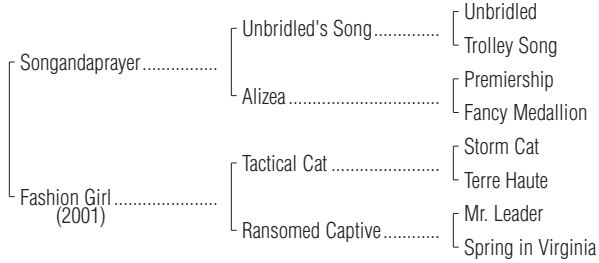 Unbridled
Unbridled's Song..............
Trolley Song
Songandaprayer................
Premiership
Alizea ................................
Fancy Medallion
Storm Cat
Tactical Cat .......................
Terre Haute
Fashion Girl......................
(2001)
Mr. Leader
Ransomed Captive............
Spring in Virginia